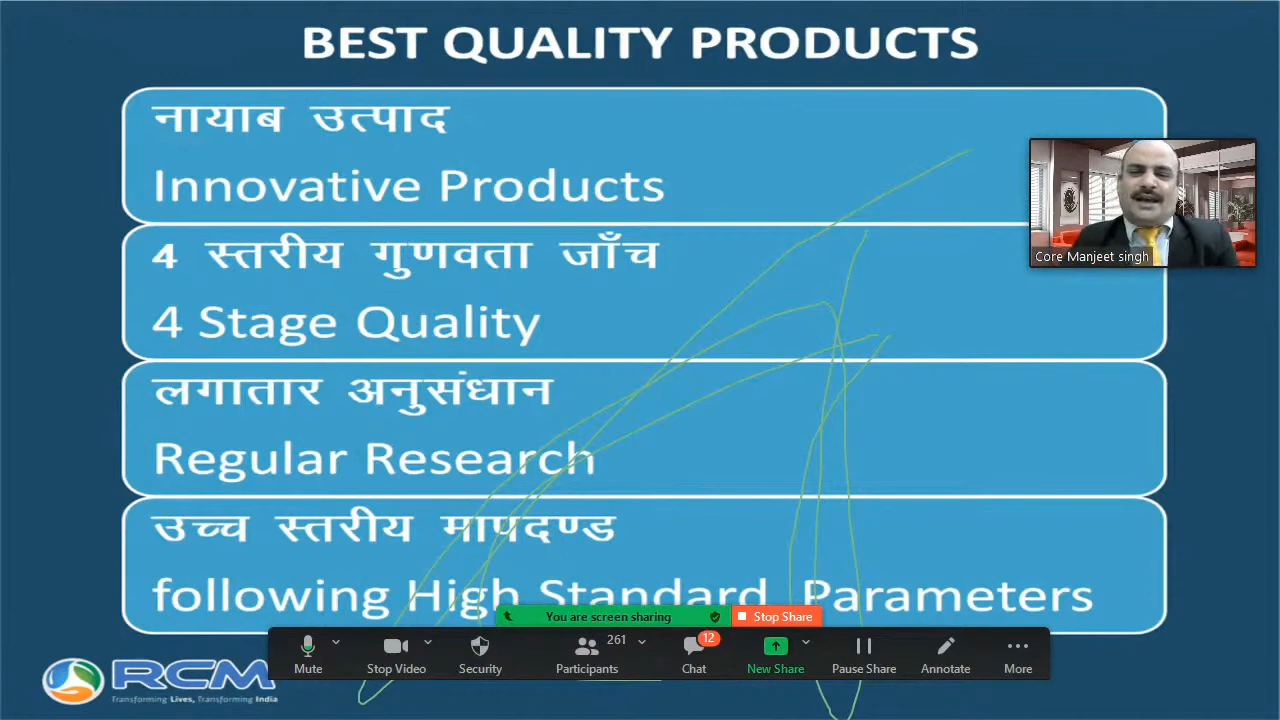 BEST QUALITY PRODUCTS
नायाब उत्पाद
Innovative Products
4 स्तरीय गुणवता जाँच
4 Stage Quality
लगातार अनुसंधान
Regular Research
उच्च स्तरीय मापदण्ड
following High Standard Parameters
Core Manjeet singh
You are screen sharing
Stop Share
261
12
Mute
Stop Video
Security
Participants
Chat
New Share
Pause Share
Annotate
More
RCM
Transforming Lives, Transforming India